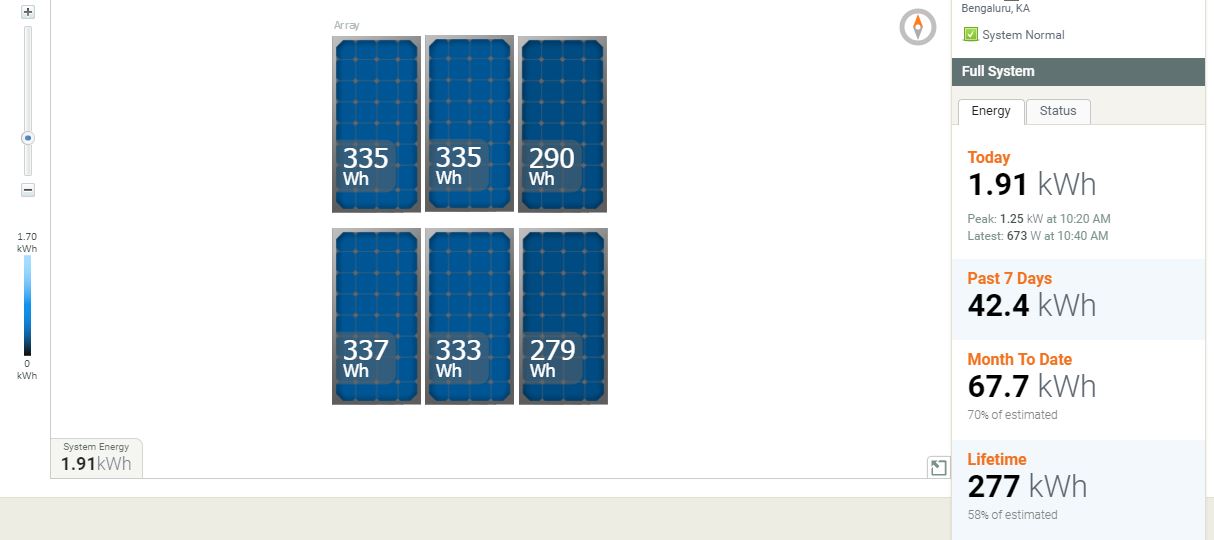 Array
335
Wh
335
Wh
290
Wh
337
Wh
333
Wh
279
Wh
1.70
kWh
0
kWh
System Energy
1.91kWh
Bengaluru, KA
System Normal
Full System
Energy
Status
Today
1.91 kWh
Peak: 1.25 kW at 10:20 AM
Latest: 673 W at 10:40 AM
Past 7 Days
42.4 kWh
Month To Date
67.7 kWh
70% of estimated
Lifetime
277 kWh
58% of estimated